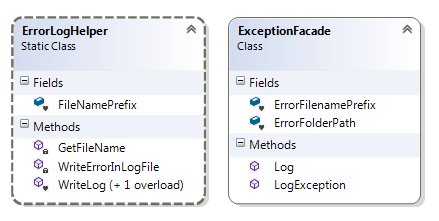 ErrorLogHelper
Static Class
Fields
FileNamePrefix
Methods
GetFileName
WriteErrorInLogFile
WriteLog (+ 1 overload)
ExceptionFacade
Class
Fields
ErrorFilenamePrefix
ErrorFolderPath
Methods
Log
LogException